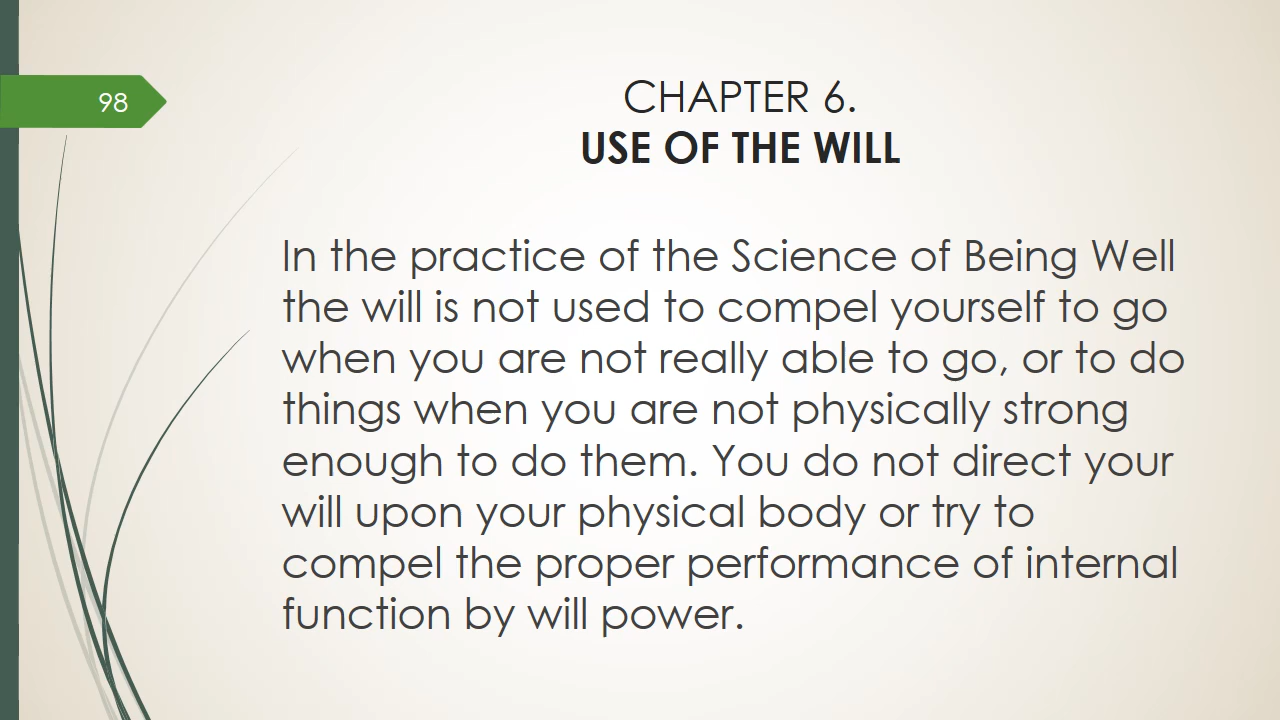 98
CHAPTER 6.
USE OF THE WILL
In the practice of the Science of Being Well
the will is not used to compel yourself to go
when you are not really able to go, or to do
things when you are not physically strong
enough to do them. You do not direct your
will upon your physical body or try to
compel the proper performance of internal
function by will power.